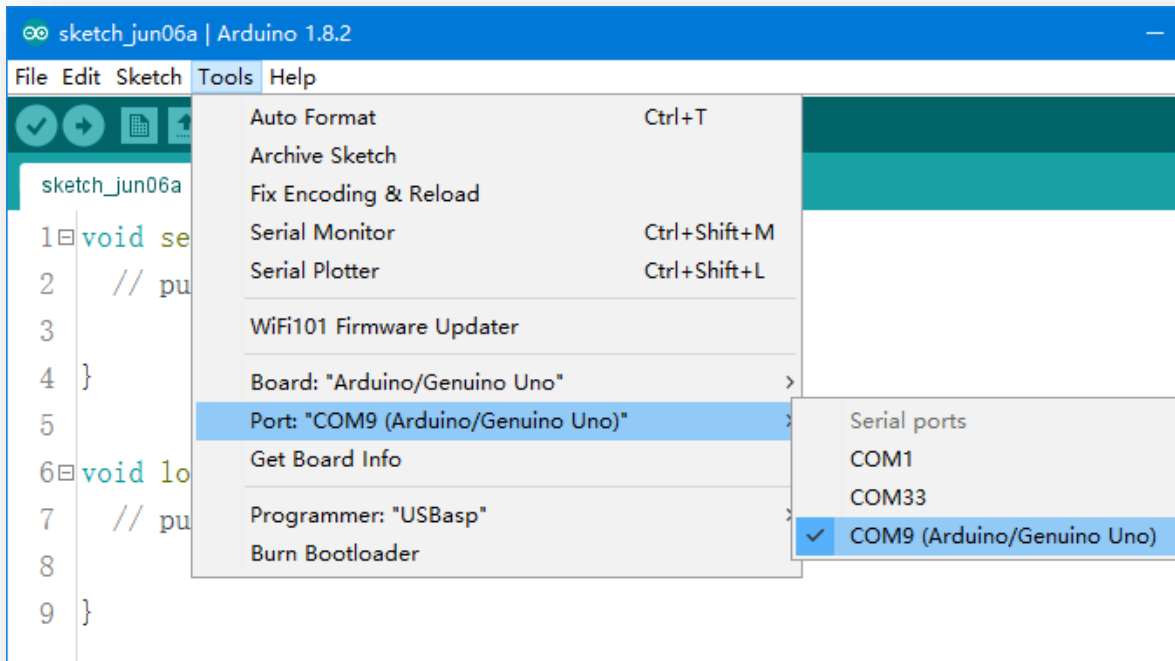 sketch_jun06a | Arduino 1.8.2
File Edit Sketch Tools Help
Auto Format Ctrl+T
Archive Sketch
sketch_jun06a
Fix Encoding & Reload
1 void se
Serial Monitor Ctrl+Shift+M
Serial Plotter Ctrl+Shift+L
2 // pu
3
WiFi101 Firmware Updater
4 }
Board: "Arduino/Genuino Uno"
5
Port: "COM9 (Arduino/Genuino Uno)"
Serial ports
Get Board Info
COM1
6 void lo
COM33
7 // pu
Programmer: "USBasp"
COM9 (Arduino/Genuino Uno)
Burn Bootloader
8
9 }